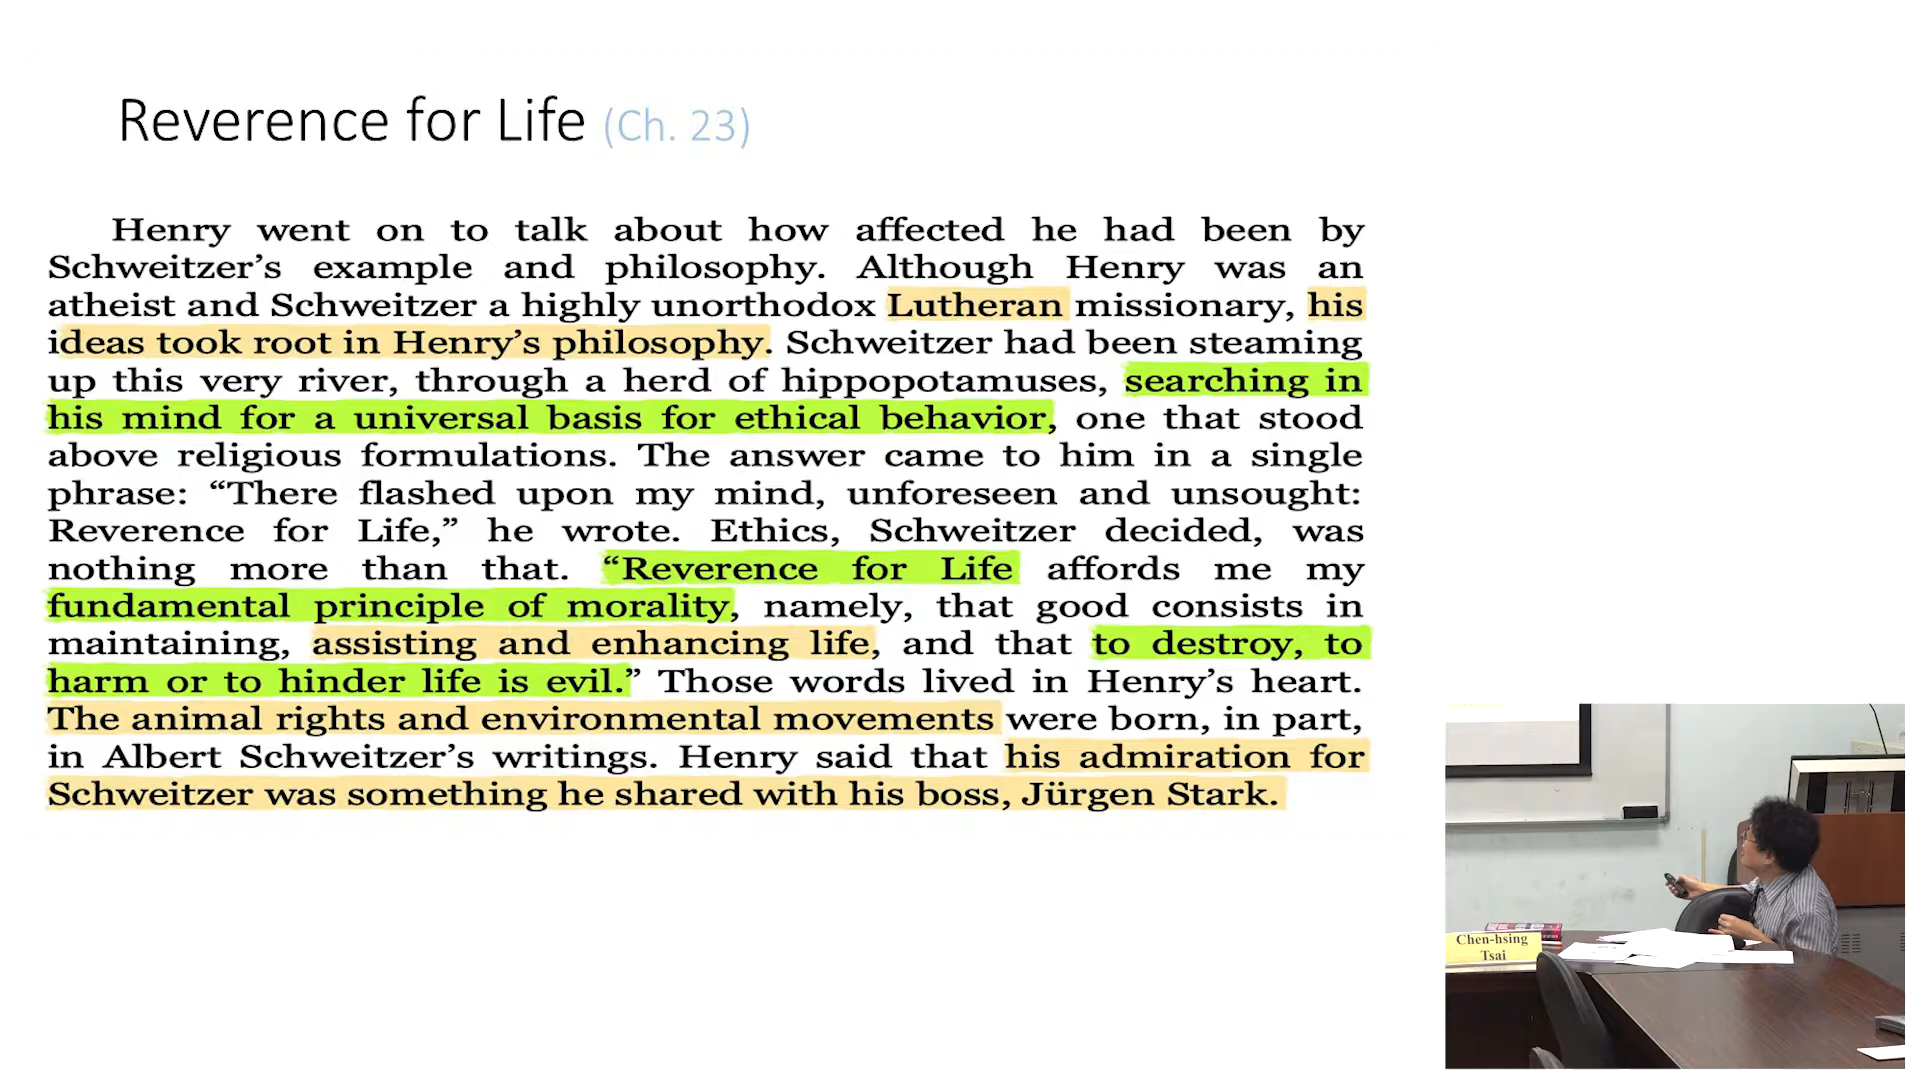 Reverence for Life (Ch. 23)
Henry went on to talk about how affected he had been by
Schweitzer’s example and philosophy. Although Henry was an
atheist and Schweitzer a highly unorthodox Lutheran missionary, his
ideas took root in Henry’s philosophy. Schweitzer had been steaming
up this very river, through a herd of hippopotamuses, searching in
his mind for a universal basis for ethical behavior, one that stood
above religious formulations. The answer came to him in a single
phrase: “There flashed upon my mind, unforeseen and unsought:
Reverence for Life,” he wrote. Ethics, Schweitzer decided, was
nothing more than that. “Reverence for Life affords me my
fundamental principle of morality, namely, that good consists in
maintaining, assisting and enhancing life, and that to destroy, to
harm or to hinder life is evil.” Those words lived in Henry’s heart.
The animal rights and environmental movements were born, in part,
in Albert Schweitzer’s writings. Henry said that his admiration for
Schweitzer was something he shared with his boss, Jürgen Stark.
Chen-hsing
Tsai